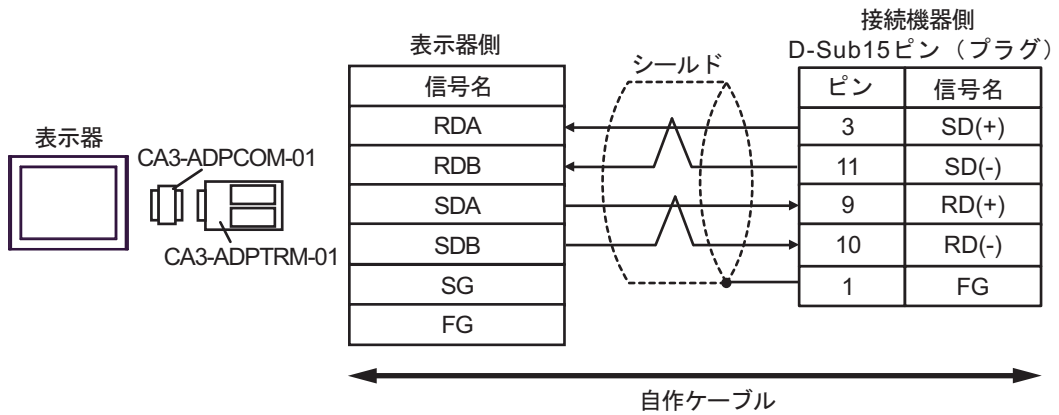 接続機器側
表示器側
D-Sub15ピン（プラグ）
シールド
信号名
ピン 信号名
RDA
3 SD(+)
表示器
CA3-ADPCOM-01
RDB
11 SD(-)
SDA
9 RD(+)
CA3-ADPTRM-01
SDB
10 RD(-)
SG
1 FG
FG
自作ケーブル